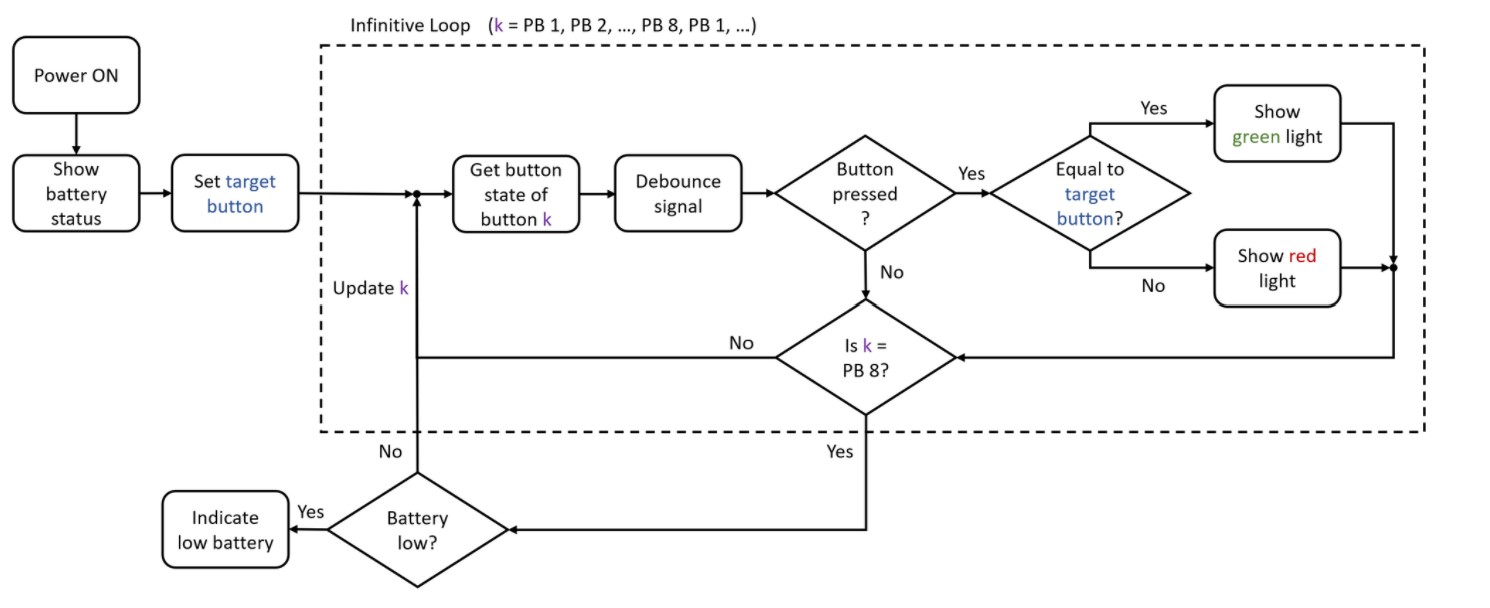 Infinitive Loop (k = PB 1, PB 2, ..., PB 8, PB 1, ...)
Power ON
Show
battery
status
Set target
button
Get button
state of
button k
Debounce
signal
Button
pressed
?
Yes
No
Equal to
target
button?
Yes
Show
green light
No
Show red
light
Update k
No
Is k =
PB 8?
Yes
No
Battery
low?
Yes
Indicate
low battery